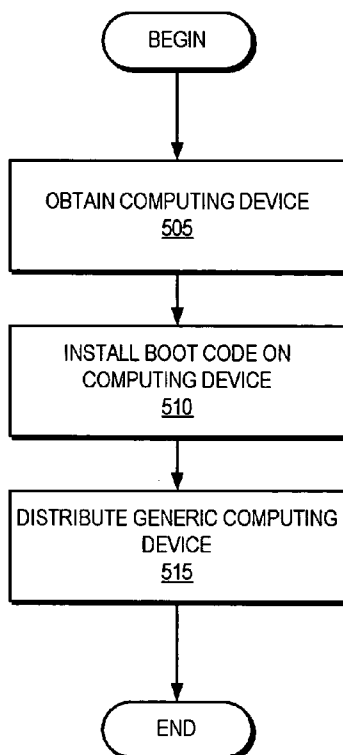 BEGIN
OBTAIN COMPUTING DEVICE
505
INSTALL BOOT CODE ON
COMPUTING DEVICE
510
DISTRIBUTE GENERIC COMPUTING
DEVICE
515
END